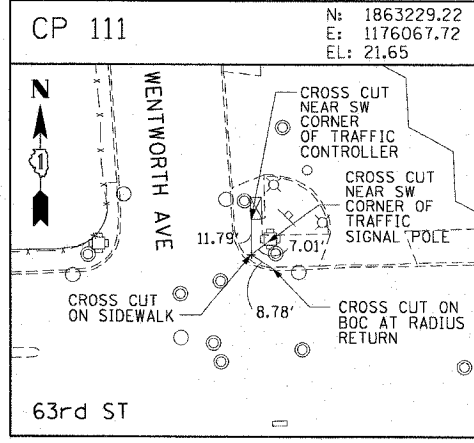 CP 111
N: 1863229.22
E: 1176067.72
EL: 21.65
N
1
WENTWORTH AVE
CROSS CUT
NEAR SW
CORNER
OF TRAFFIC
CONTROLLER
CROSS CUT
NEAR SW
CORNER OF
TRAFFIC
SIGNAL POLE
11.79'
7.01'
8.78'
CROSS CUT
ON SIDEWALK
CROSS CUT ON
BOC AT RADIUS
RETURN
63rd ST